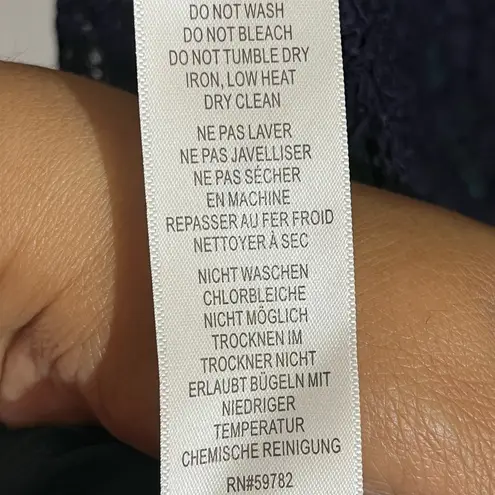 DO NOT WASH
DO NOT BLEACH
DO NOT TUMBLE DRY
IRON, LOW HEAT
DRY CLEAN
NE PAS LAVER
NE PAS JAVELLISER
NE PAS SÉCHER
EN MACHINE
REPASSER AU FER FROID
NETTOYER À SEC
NICHT WASCHEN
CHLORBLEICHE
NICHT MÖGLICH
TROCKNEN IM
TROCKNER NICHT
ERLAUBT BÜGELN MIT
NIEDRIGER
TEMPERATUR
CHEMISCHE REINIGUNG
RN#59782